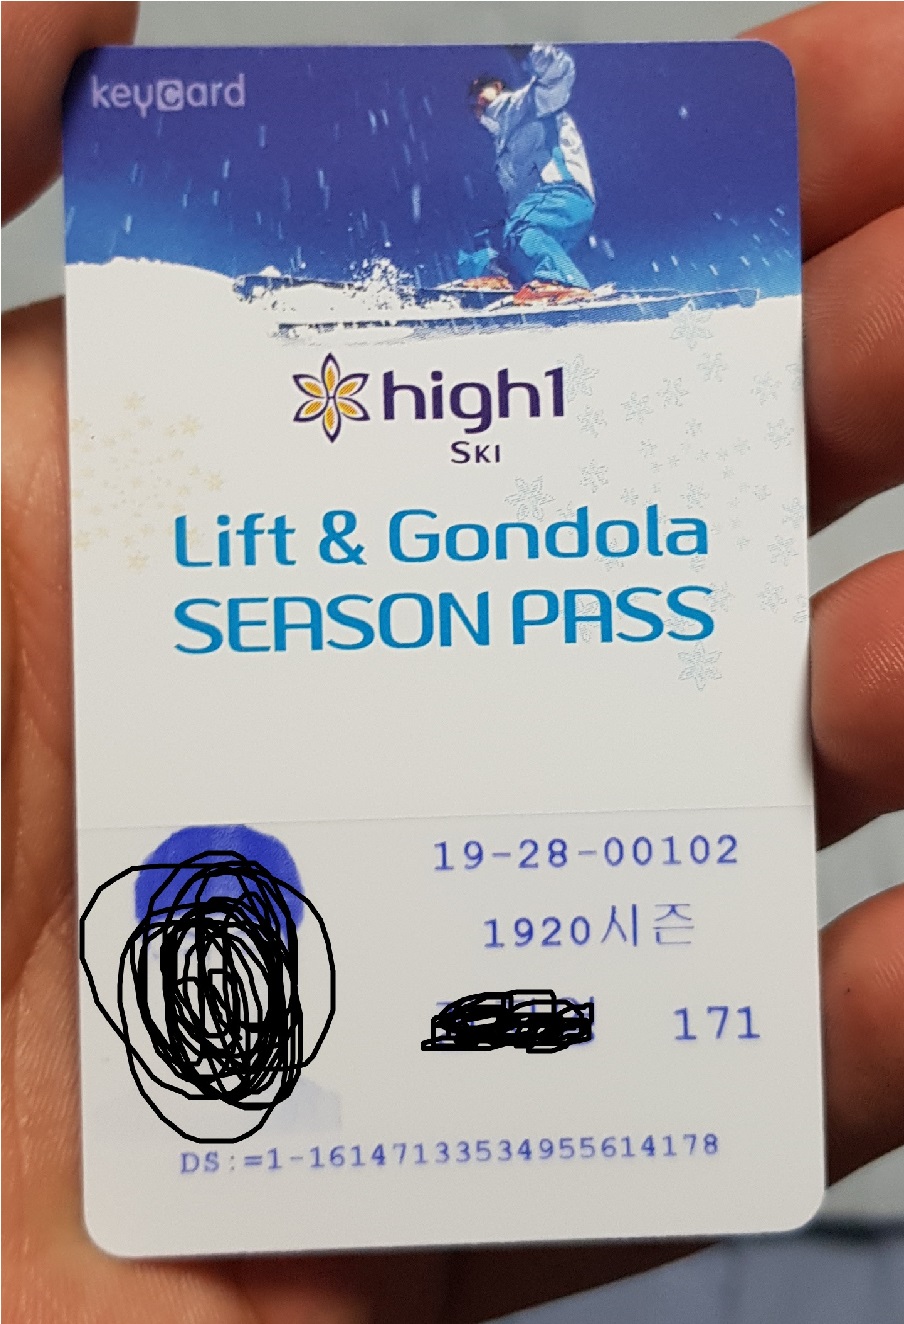 keycard
high1
SKI
Lift & Gondola
SEASON PASS
19-28-00102
1920시즌
171
DS:=1-16147133534955614178